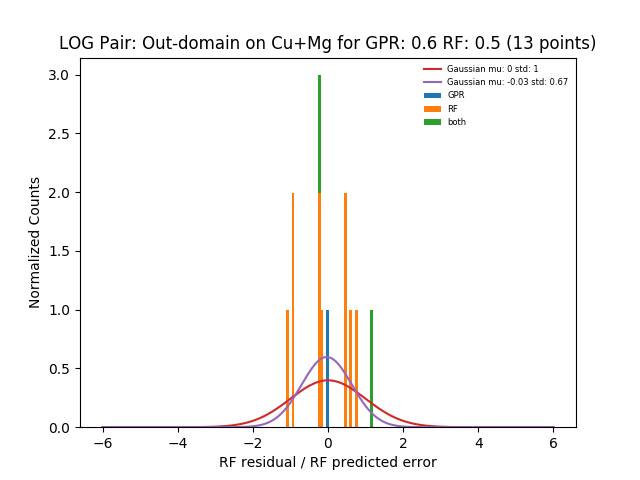 LOG Pair: Out-domain on Cu+Mg for GPR: 0.6 RF: 0.5 (13 points)
Gaussian mu: 0 std: 1
Gaussian mu: -0.03 std: 0.67
GPR
RF
both
Normalized Counts
3.0
2.5
2.0
1.5
1.0
0.5
0.0
−6 −4 −2 0 2 4 6
RF residual / RF predicted error